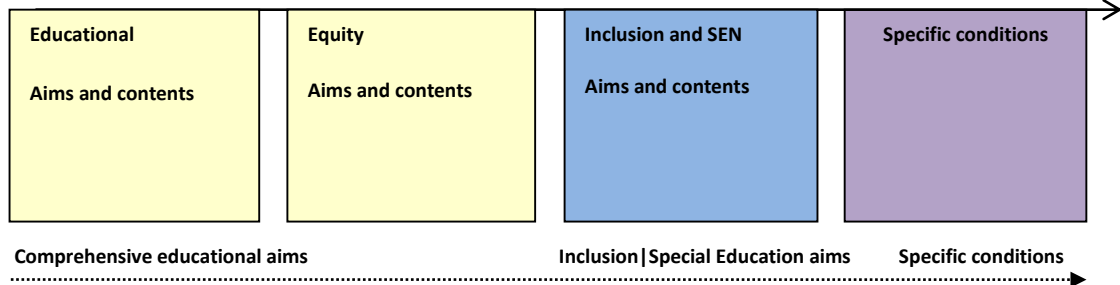 Educational
Aims and contents
Equity
Aims and contents
Inclusion and SEN
Aims and contents
Specific conditions
Comprehensive educational aims
Inclusion|Special Education aims
Specific conditions